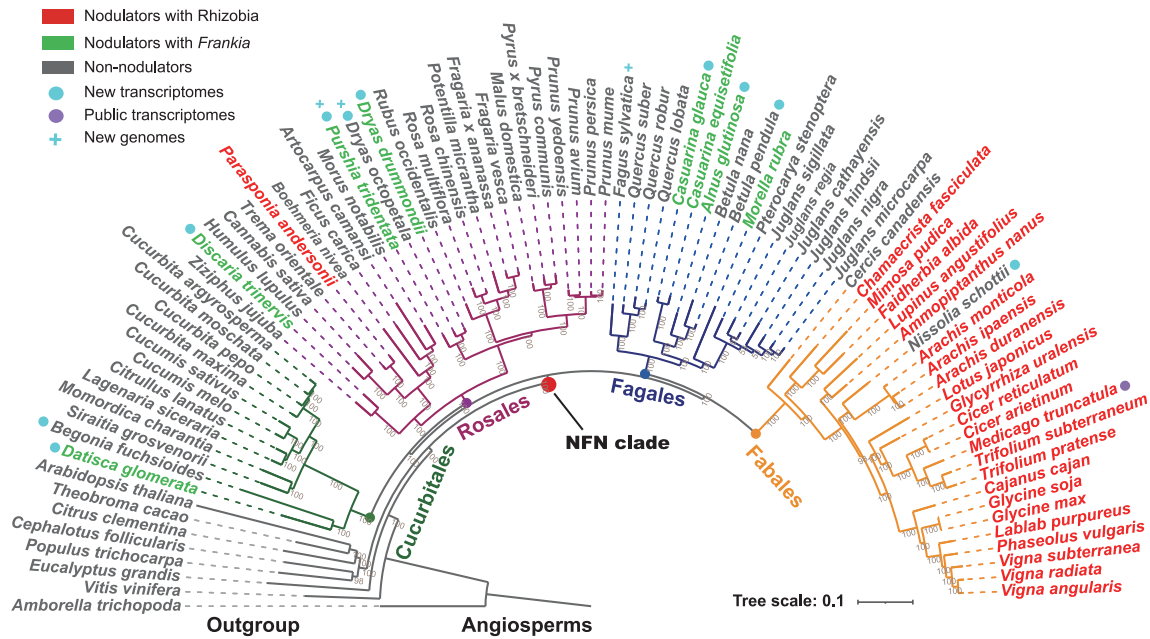 Nodulators with Rhizobia
Nodulators with Frankia
Non-nodulators
New transcriptomes
Public transcriptomes
New genomes
Amborella trichopoda
Vitis vinifera
Eucalyptus grandis
Populus trichocarpa
Cephalotus follicularis
Citrus clementina
Theobroma cacao
Arabidopsis thaliana
Datisca glomerata
Begonia fuchsioides
Siraitia grosvenorii
Momordica charantia
Lagenaria siceraria
Citrullus lanatus
Cucumis melo
Cucumis sativus
Cucurbita maxima
Cucurbita pepo
Cucurbita moschata
Cucurbita argyrosperma
Ziziphus jujuba
Discaria trinervis
Humulus lupulus
Cannabis sativa
Trema orientale
Parasponia andersonii
Boehmeria nivea
Ficus carica
Artocarpus camansi
Morus notabilis
Purshia tridentata
Dryas octopetala
Dryas drummondii
Rubus occidentalis
Rosa multiflora
Rosa chinensis
Potentilla micrantha
Fragaria x ananassa
Fragaria vesca
Malus domestica
Pyrus x bretschneideri
Pyrus communis
Prunus yedoensis
Prunus avium
Prunus persica
Prunus mume
Fagus sylvatica
Quercus suber
Quercus robur
Quercus lobata
Casuarina glauca
Casuarina equisetifolia
Alnus glutinosa
Betula nana
Betula pendula
Morella rubra
Pterocarya stenoptera
Juglans sigillata
Juglans regia
Juglans cathayensis
Juglans hindsii
Juglans nigra
Juglans microcarpa
Cercis canadensis
Chamaecrista fasciculata
Mimosa pudica
Faidherbia albida
Lupinus angustifolius
Ammopiptanthus nanus
Nissolia schottii
Arachis monticola
Arachis ipaensis
Arachis duranensis
Lotus japonicus
Glycyrrhiza uralensis
Cicer reticulatum
Cicer arietinum
Medicago truncatula
Trifolium subterraneum
Trifolium pratense
Cajanus cajan
Glycine soja
Glycine max
Lablab purpureus
Phaseolus vulgaris
Vigna subterranea
Vigna radiata
Vigna angularis
Cucurbitales
Rosales
Fagales
Fabales
NFN clade
Tree scale: 0.1
Outgroup
Angiosperms